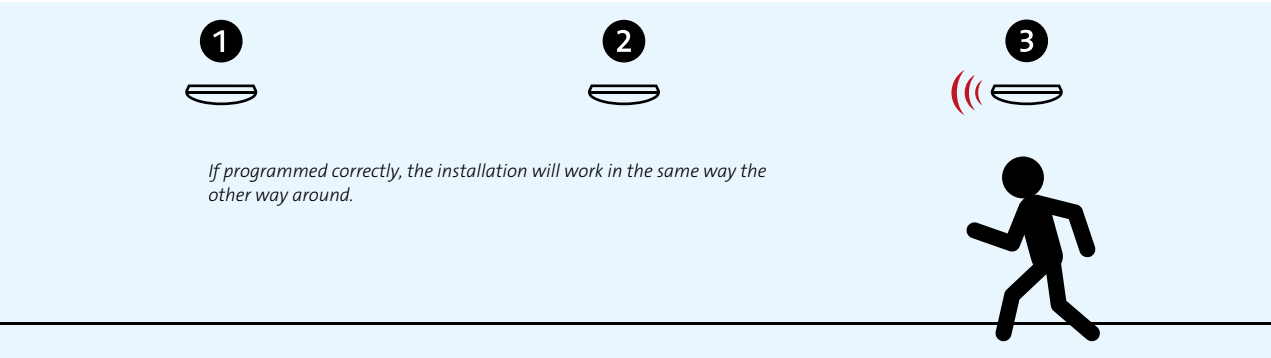 1 2 3
If programmed correctly, the installation will work in the same way the
other way around.